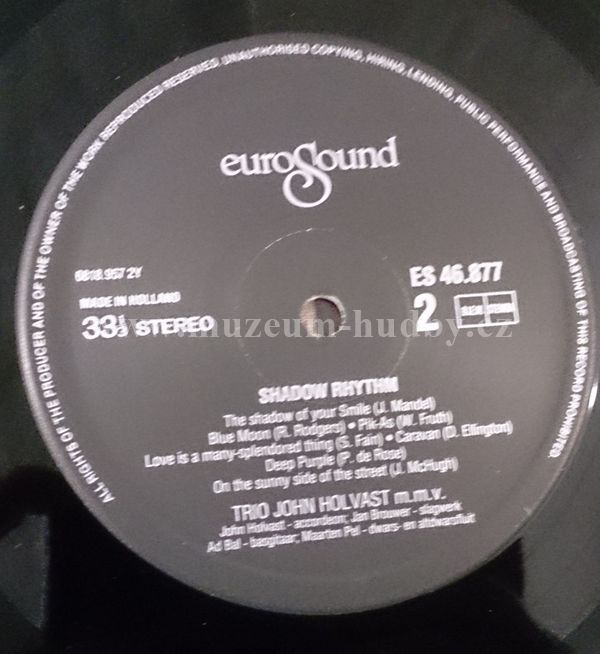 ALL RIGHTS OF THE PRODUCER AND OF THE OWNER OF THE WORK REPRODUCED RESERVED. UNAUTHORISED COPYING, HIRING, LENDING, PUBLIC PERFORMANCE AND BROADCASTING OF THIS RECORD PROHIBITED.
euroSound
6818.957 2Y
MADE IN HOLLAND
33⅓ STEREO
ES 46.877
2
www.muzeum-hudby.cz
SHADOW RHYTHM
The shadow of your Smile (J. Mandel)
Blue Moon (R. Rodgers) • Pik-As (W. Fruth)
Love is a many-splendored thing (S. Fain) • Caravan (D. Ellington)
Deep Purple (P. de Rose)
On the sunny side of the street (J. McHugh)
TRIO JOHN HOLVAST m.m.v.
John Holvast - accordeon; Jan Brouwer - slagwerk
Ad Bal - basgitaar; Maarten Pel - dwars- en altdwarsfluit